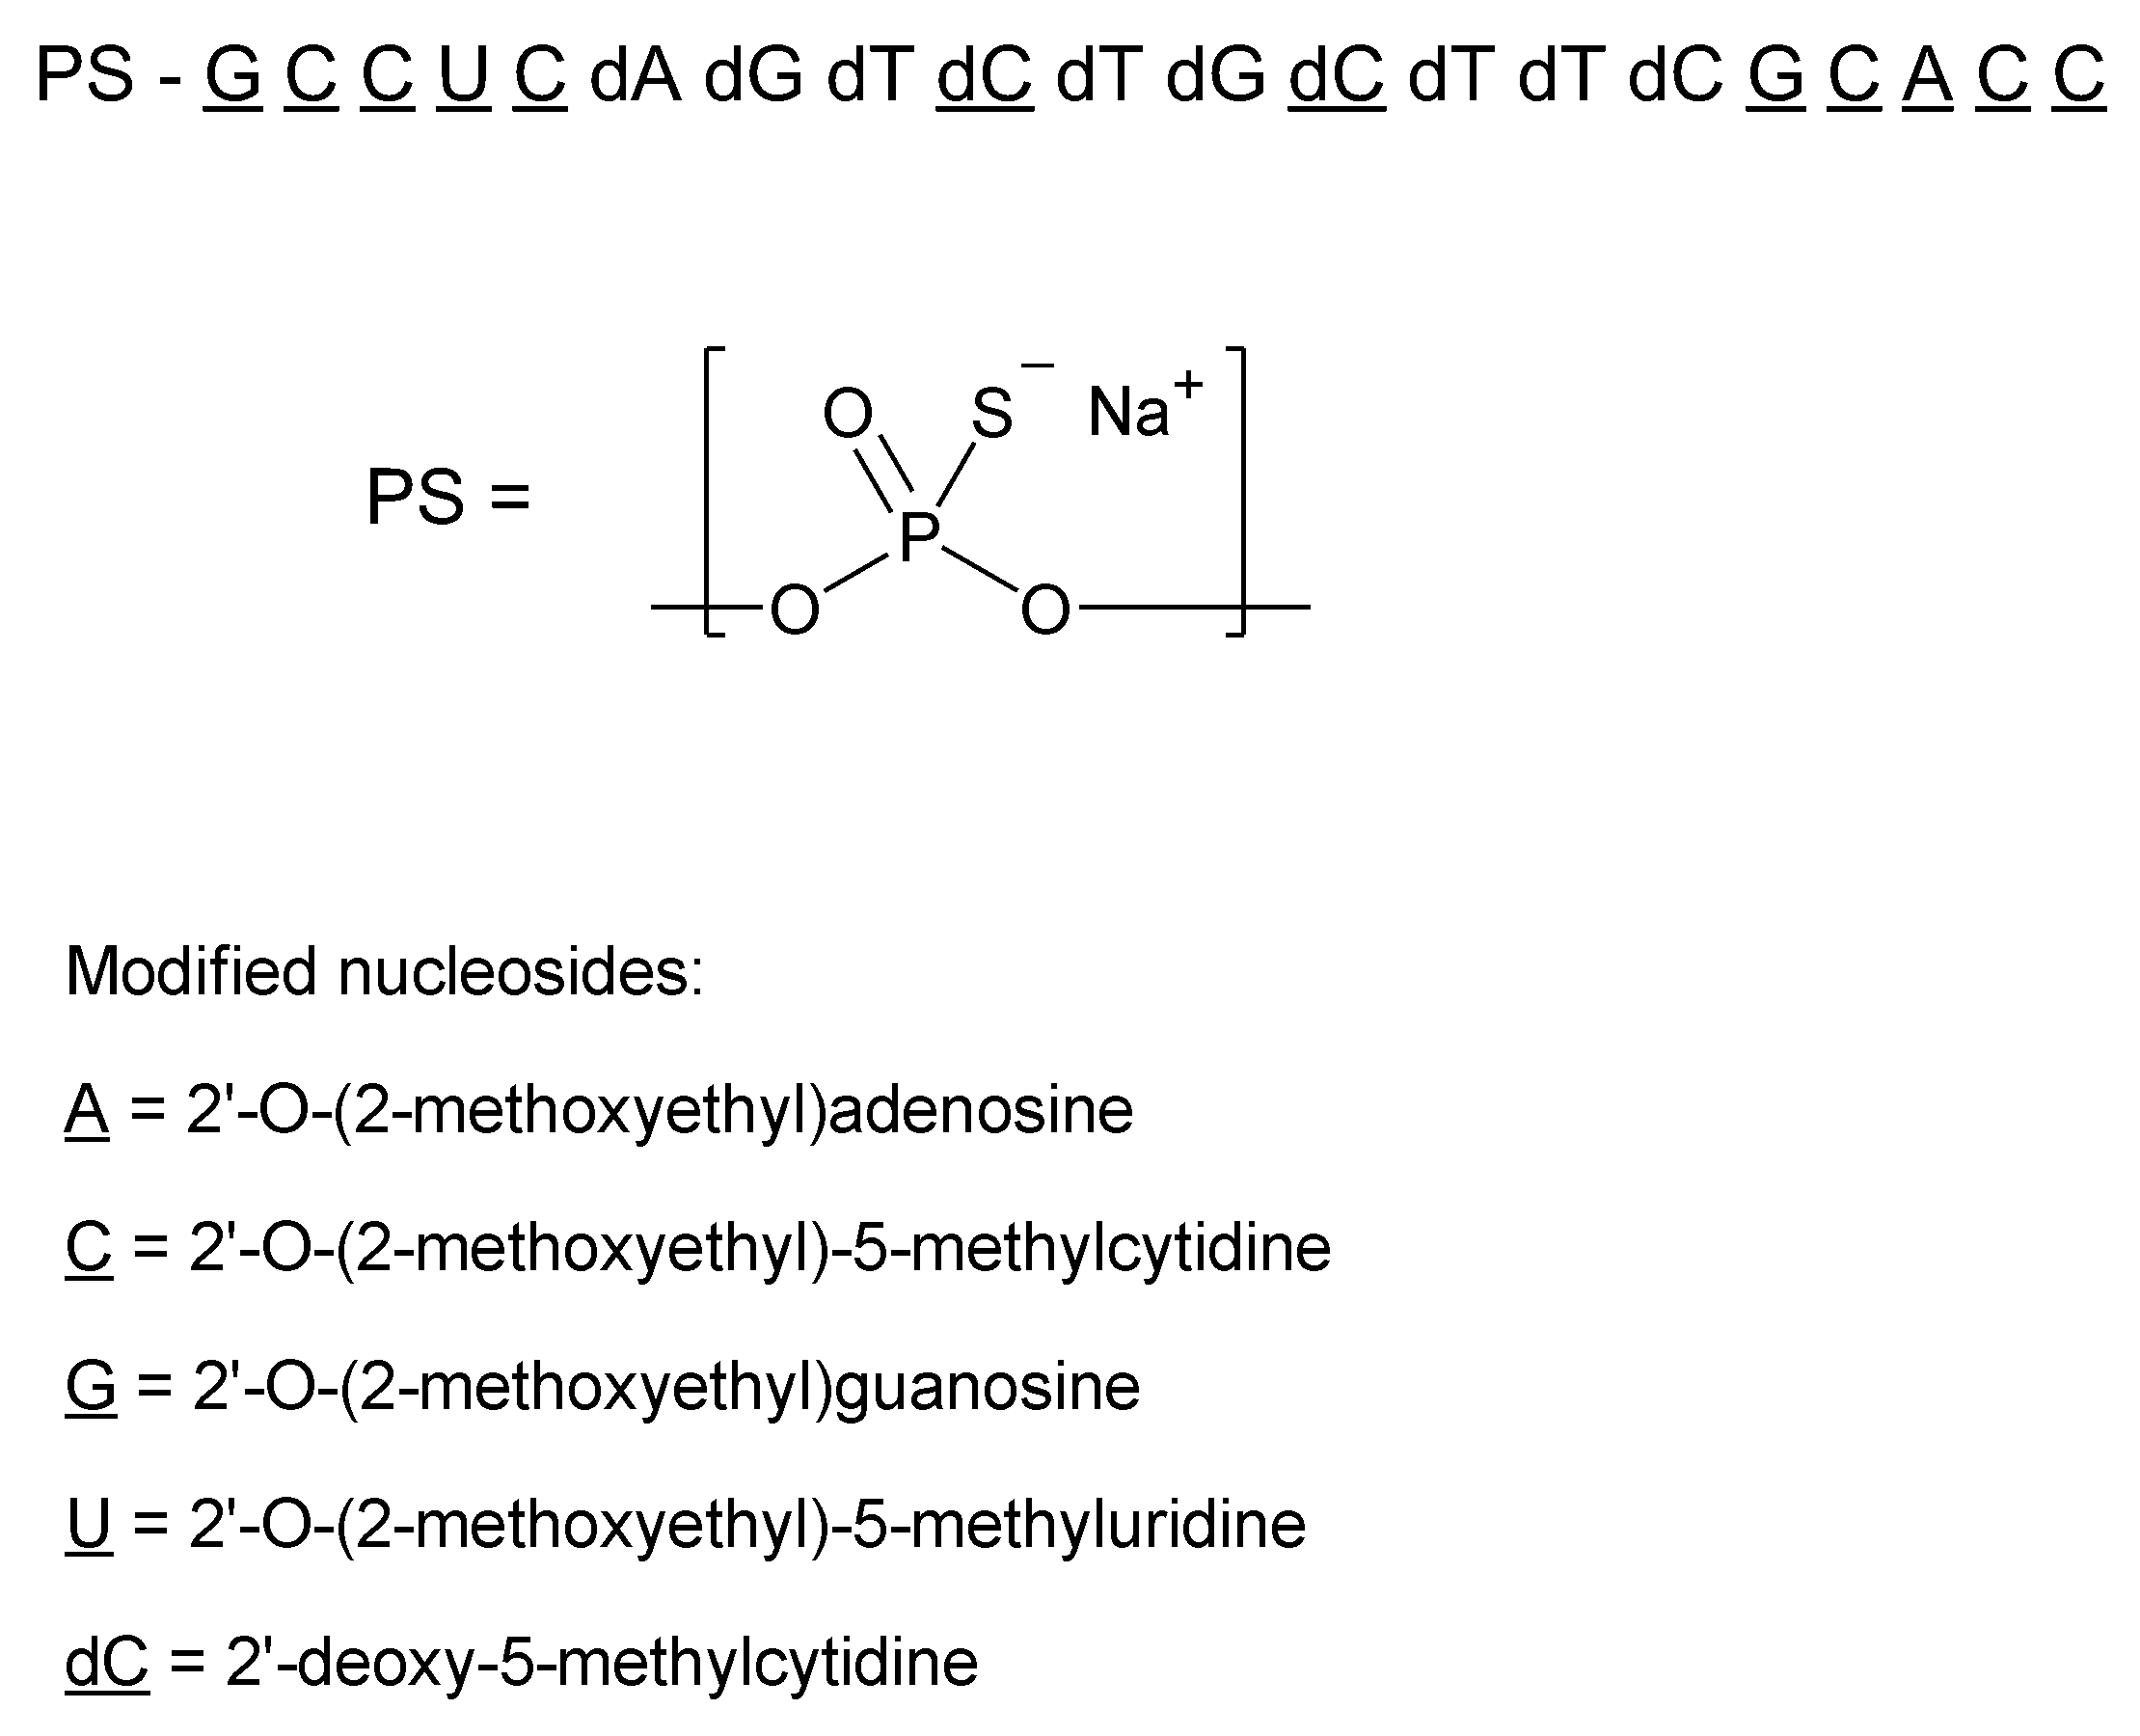 PS - G C C U C dA dG dT dC dT dG dC dT dT dC G C A C C
O S – Na+
PS =
P
O O
Modified nucleosides:
A = 2'-O-(2-methoxyethyl)adenosine
C = 2'-O-(2-methoxyethyl)-5-methylcytidine
G = 2'-O-(2-methoxyethyl)guanosine
U = 2'-O-(2-methoxyethyl)-5-methyluridine
dC = 2'-deoxy-5-methylcytidine